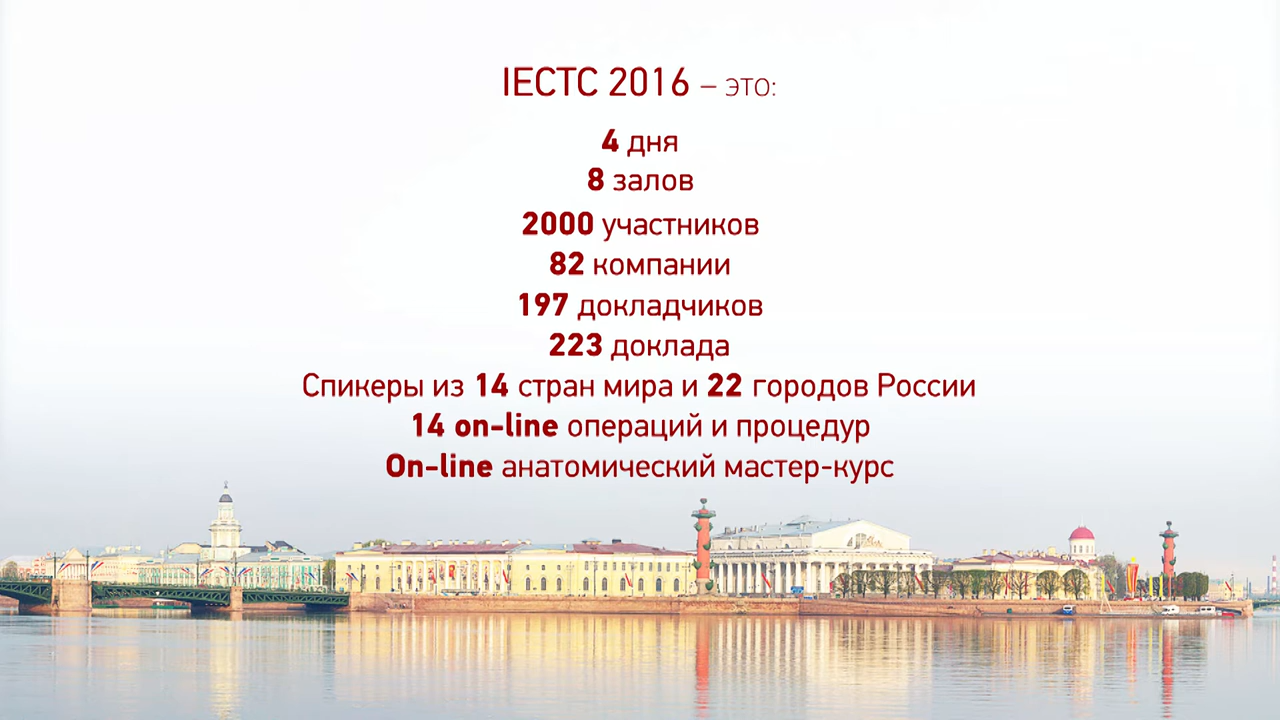 IECTC 2016 – ЭТО:
4 дня
8 залов
2000 участников
82 компании
197 докладчиков
223 доклада
Спикеры из 14 стран мира и 22 городов России
14 on-line операций и процедур
On-line анатомический мастер-курс